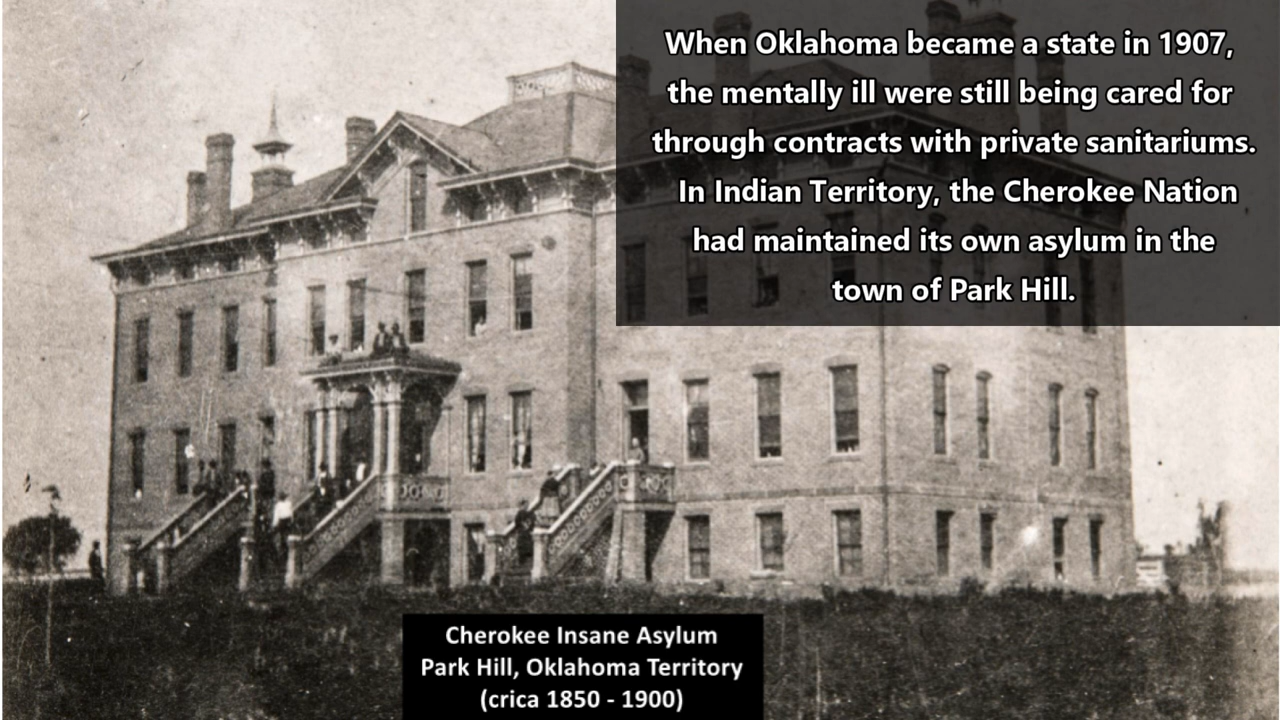 When Oklahoma became a state in 1907,
the mentally ill were still being cared for
through contracts with private sanitariums.
In Indian Territory, the Cherokee Nation
had maintained its own asylum in the
town of Park Hill.
Cherokee Insane Asylum
Park Hill, Oklahoma Territory
(crica 1850 - 1900)